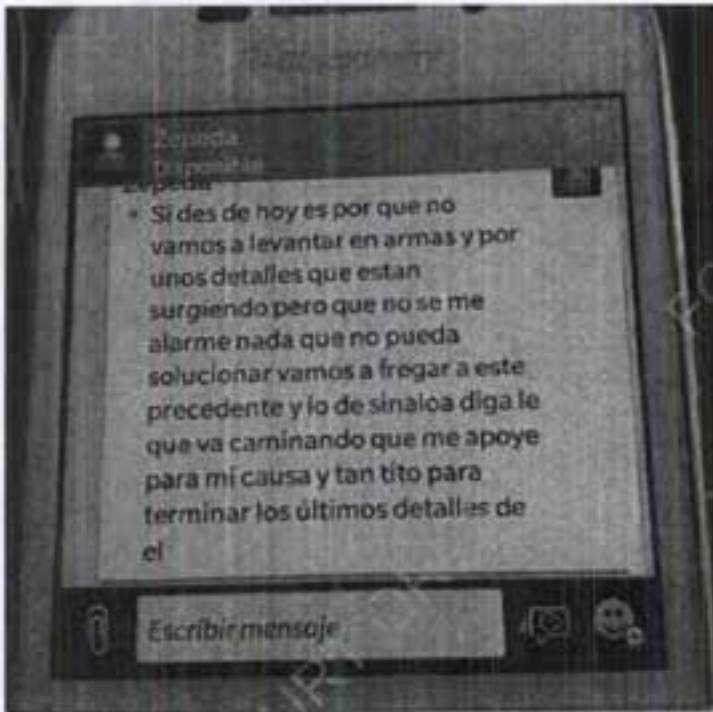 Zepeda
Disponible
Zepeda
• Si des de hoy es por que no
vamos a levantar en armas y por
unos detalles que estan
surgiendo pero que no se me
alarme nada que no pueda
solucionar vamos a fregar a este
precedente y lo de sinaloa diga le
que va caminando que me apoye
para mi causa y tan tito para
terminar los últimos detalles de
el
Escribir mensaje